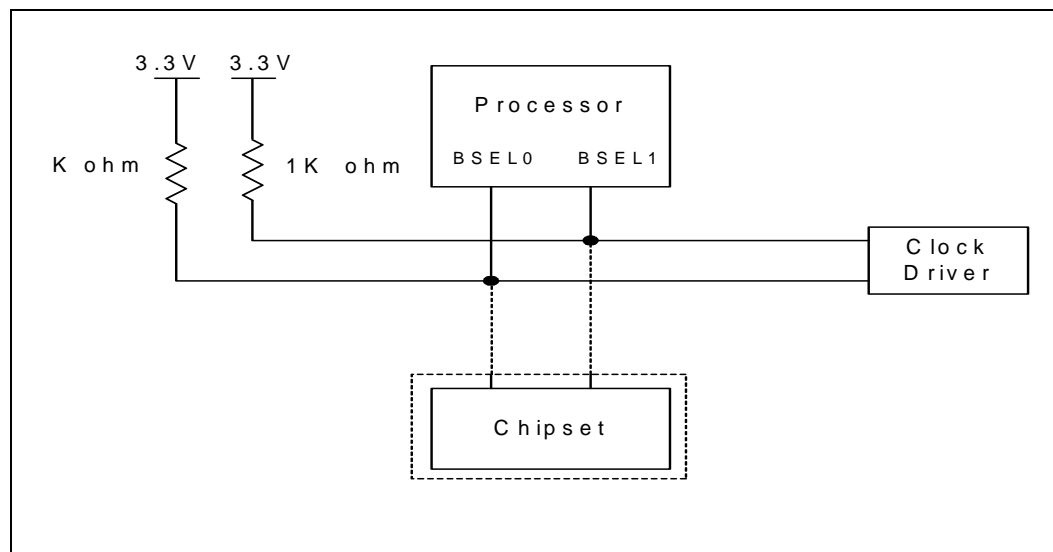 3.3V 3.3V
Processor
K ohm
1K ohm
BSEL0 BSEL1
Clock
Driver
Chipset